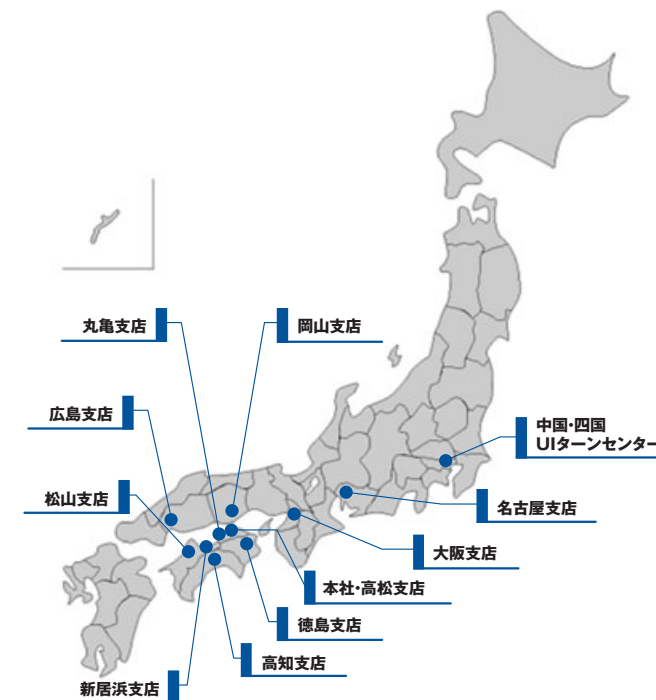 丸亀支店
岡山支店
広島支店
中国・四国
UIターンセンター
松山支店
名古屋支店
大阪支店
本社・高松支店
徳島支店
高知支店
新居浜支店